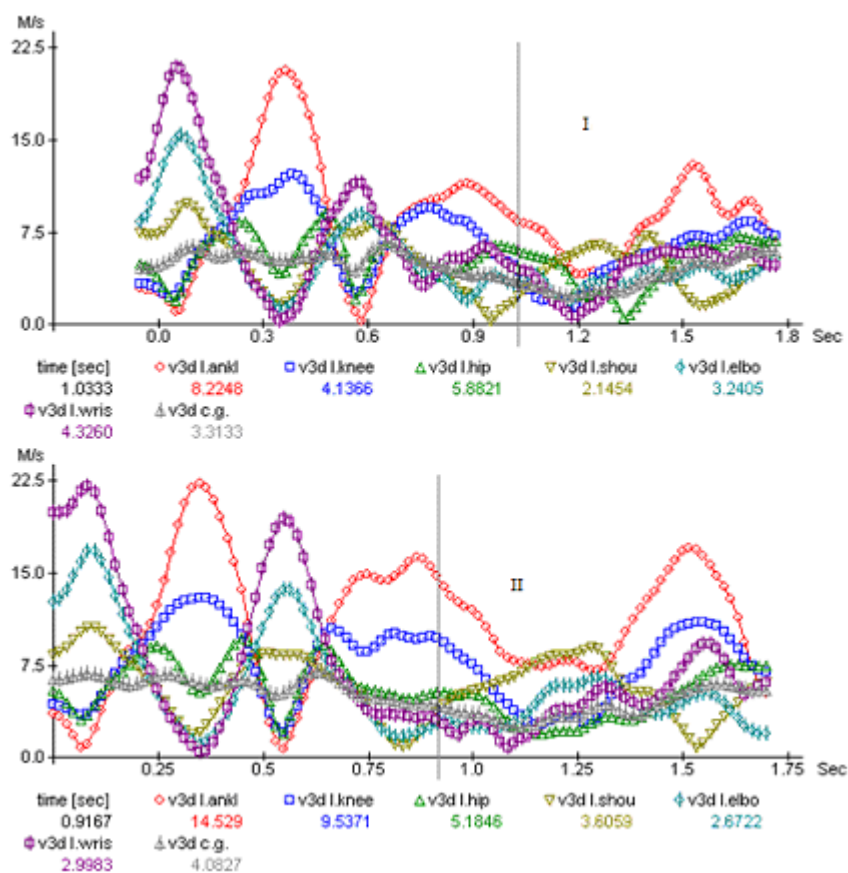 M/s
22.5
I
15.0
7.5
0.0
0.0 0.3 0.6 0.9 1.2 1.5 1.8 Sec
time [sec] v3d l.ankl v3d l.knee v3d l.hip v3d l.shou v3d l.elbo
1.0333 8.2248 4.1366 5.8821 2.1454 3.2405
v3d l.wris v3d c.g.
4.3260 3.3133
M/s
22.5
15.0
II
7.5
0.0
0.25 0.5 0.75 1.0 1.25 1.5 1.75 Sec
time [sec] v3d l.ankl v3d l.knee v3d l.hip v3d l.shou v3d l.elbo
0.9167 14.529 9.5371 5.1846 3.6059 2.6722
v3d l.wris v3d c.g.
2.9983 4.0827